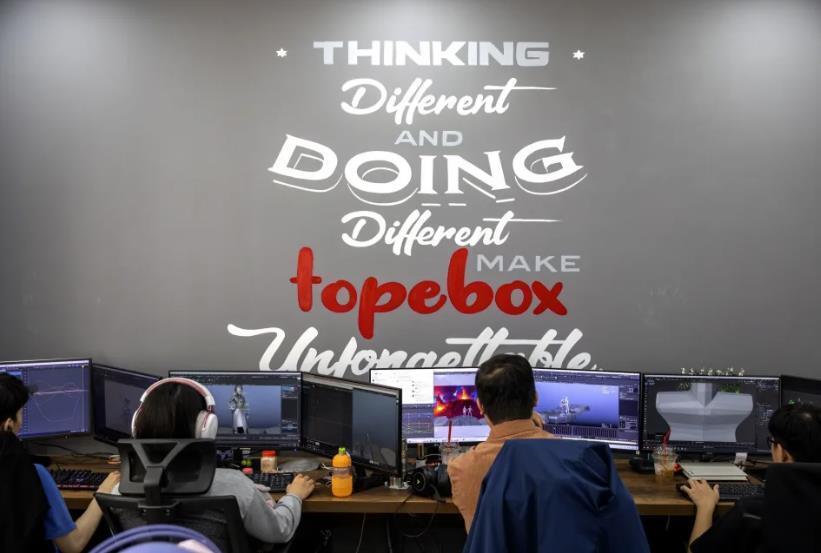 THINKING
Different
AND
DOING
Different
MAKE
topebox
Unforgettable